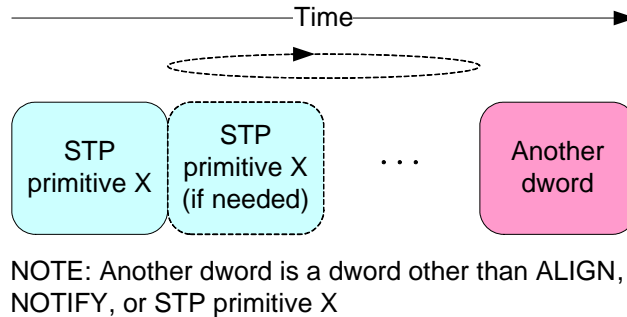 Time
STP
primitive X
STP
primitive X
(if needed)
. . .
Another
dword
NOTE: Another dword is a dword other than ALIGN,
NOTIFY, or STP primitive X